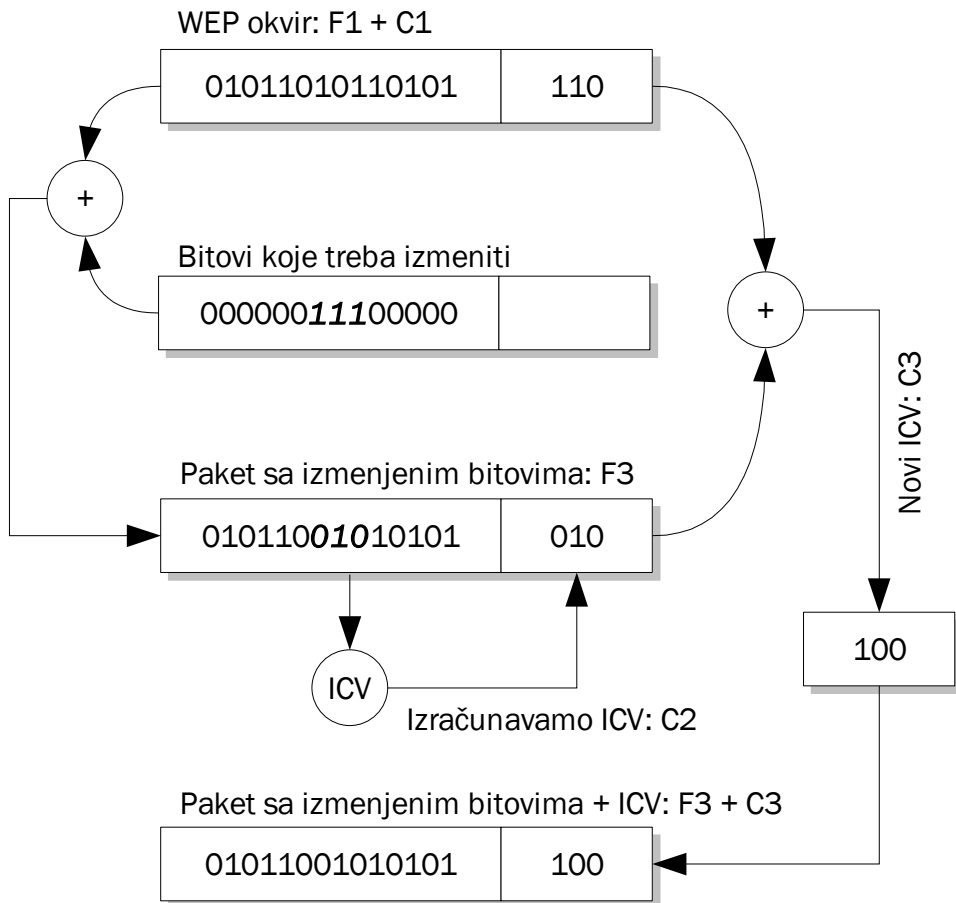 WEP okvir: F1 + C1
01011010110101 110
+
Bitovi koje treba izmeniti
00000011100000
+
Novi ICV: C3
Paket sa izmenjenim bitovima: F3
01011001010101 010
100
ICV
Izračunavamo ICV: C2
Paket sa izmenjenim bitovima + ICV: F3 + C3
01011001010101 100